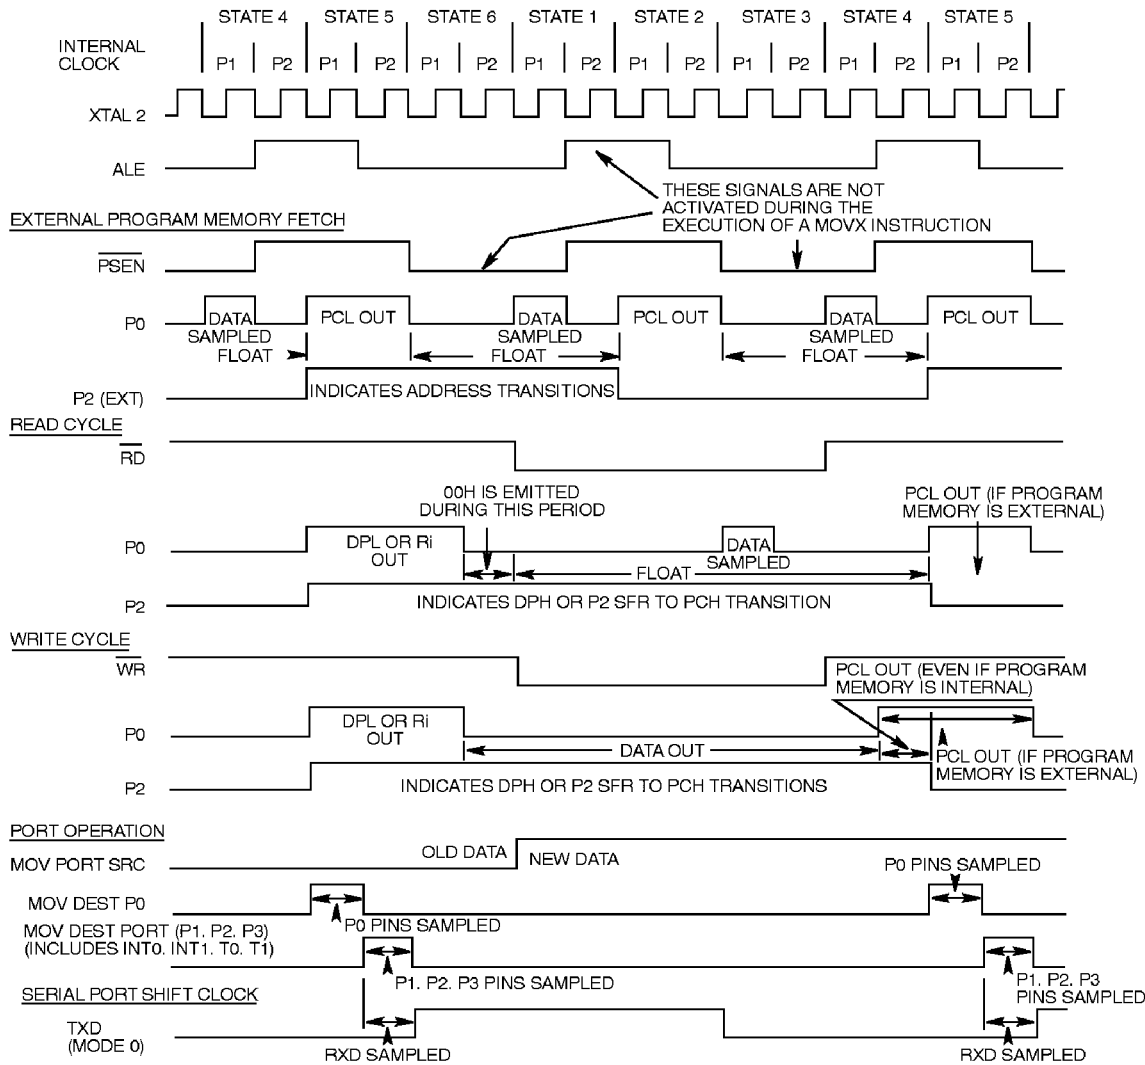 STATE 4 STATE 5 STATE 6 STATE 1 STATE 2 STATE 3 STATE 4 STATE 5
INTERNAL
CLOCK
P1 P2 P1 P2 P1 P2 P1 P2 P1 P2 P1 P2 P1 P2 P1 P2
XTAL 2
ALE
THESE SIGNALS ARE NOT
ACTIVATED DURING THE
EXECUTION OF A MOVX INSTRUCTION
EXTERNAL PROGRAM MEMORY FETCH
PSEN
P0
DATA PCL OUT DATA PCL OUT DATA PCL OUT
SAMPLED SAMPLED SAMPLED
FLOAT FLOAT FLOAT
P2 (EXT)
INDICATES ADDRESS TRANSITIONS
READ CYCLE
RD
00H IS EMITTED
DURING THIS PERIOD
PCL OUT (IF PROGRAM
MEMORY IS EXTERNAL)
P0
DPL OR Ri
OUT
DATA
SAMPLED
FLOAT
P2
INDICATES DPH OR P2 SFR TO PCH TRANSITION
WRITE CYCLE
WR
PCL OUT (EVEN IF PROGRAM
MEMORY IS INTERNAL)
P0
DPL OR Ri
OUT
DATA OUT
PCL OUT (IF PROGRAM
MEMORY IS EXTERNAL)
P2
INDICATES DPH OR P2 SFR TO PCH TRANSITIONS
PORT OPERATION
MOV PORT SRC
OLD DATA NEW DATA
P0 PINS SAMPLED
MOV DEST P0
P0 PINS SAMPLED
MOV DEST PORT (P1. P2. P3)
(INCLUDES INT0. INT1. T0. T1)
P1. P2. P3 PINS SAMPLED
P1. P2. P3
PINS SAMPLED
SERIAL PORT SHIFT CLOCK
TXD
(MODE 0)
RXD SAMPLED RXD SAMPLED